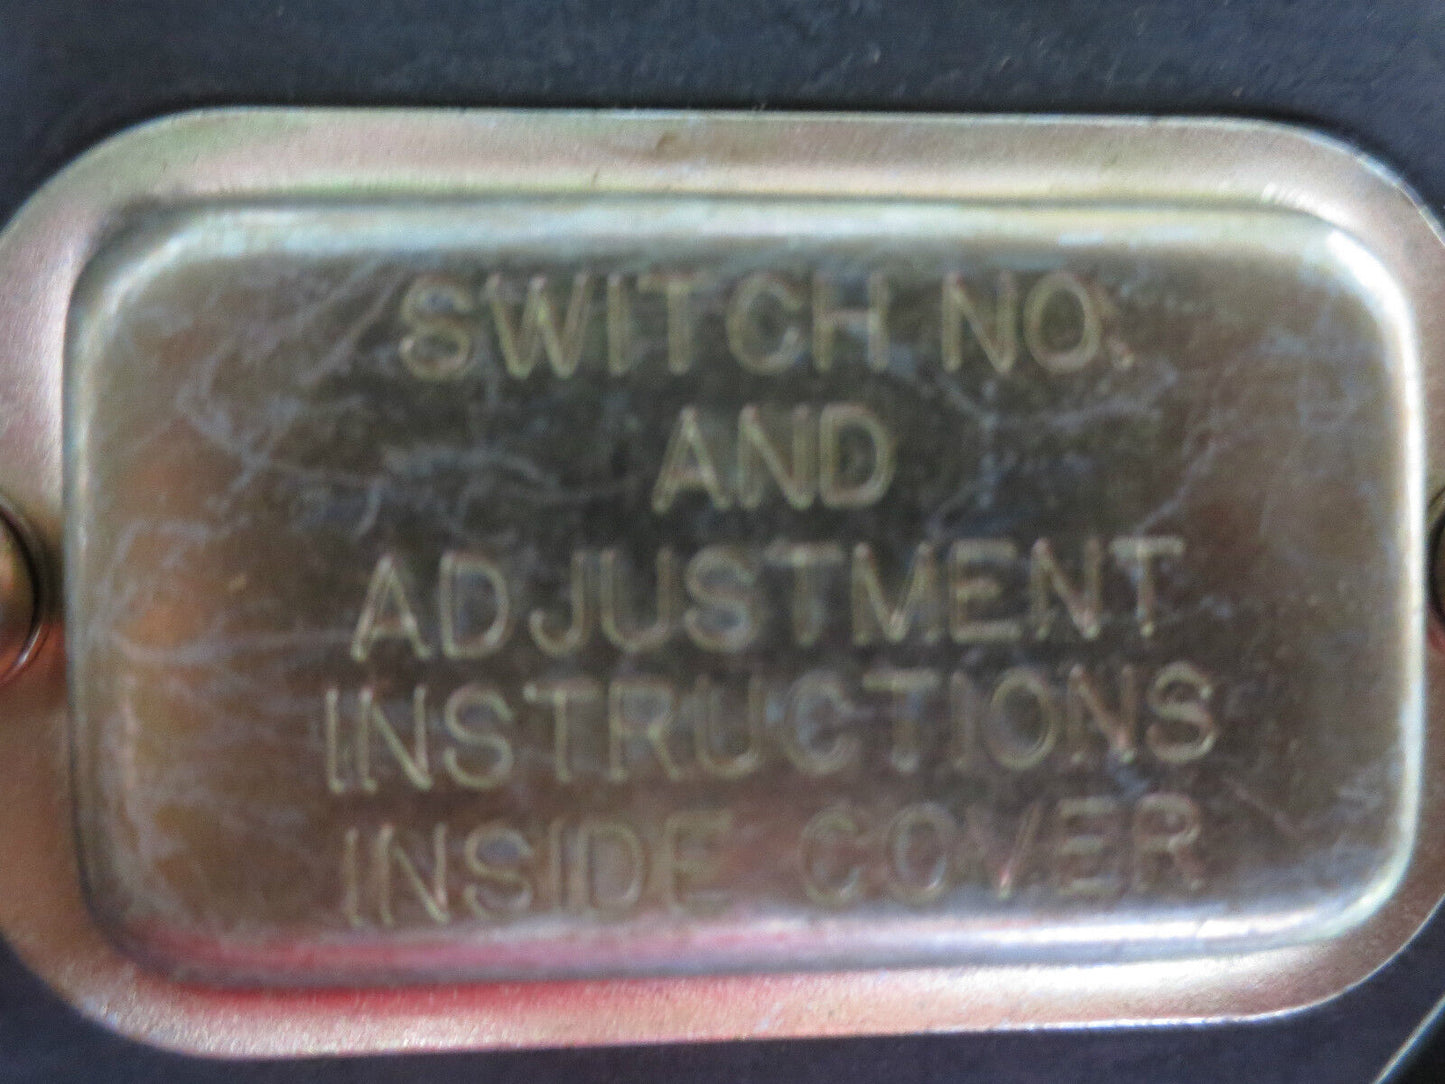 SWITCH NO.
AND
ADJUSTMENT
INSTRUCTIONS
INSIDE COVER